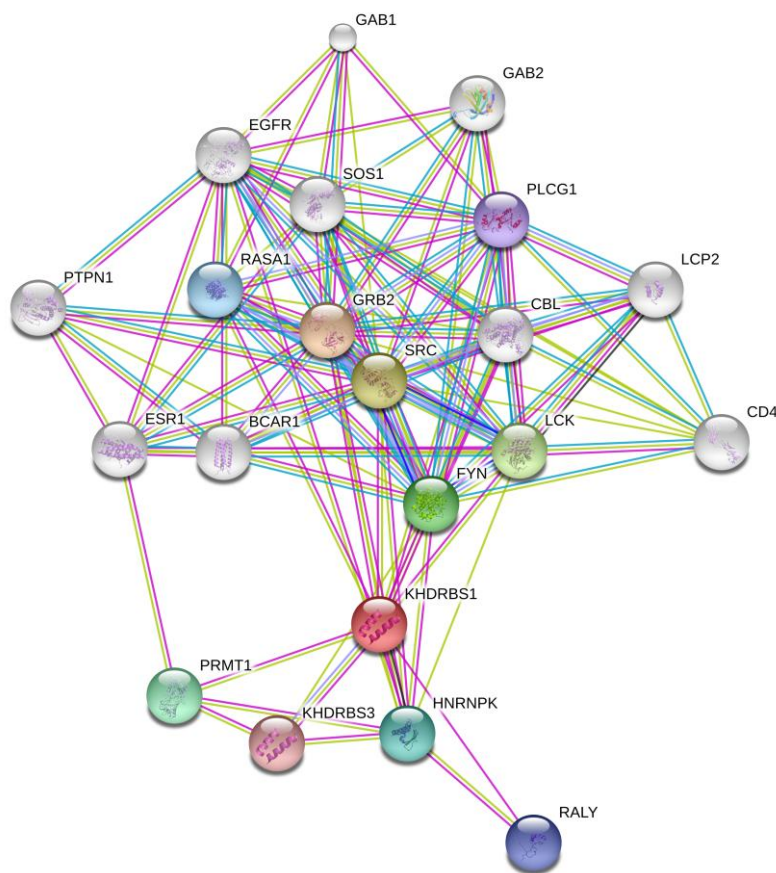 GAB1
GAB2
EGFR
SOS1
PLCG1
RASA1
LCP2
PTPN1
GRB2
CBL
SRC
ESR1
BCAR1
LCK
CD4
FYN
KHDRBS1
PRMT1
KHDRBS3
HNRNPK
RALY